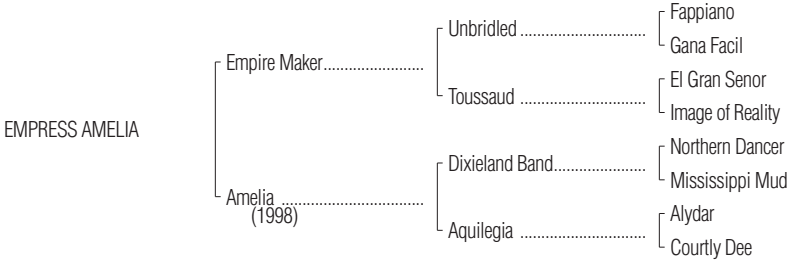 Fappiano
Unbridled ..............................
Gana Facil
Empire Maker........................
El Gran Senor
Toussaud ..............................
Image of Reality
EMPRESS AMELIA
Northern Dancer
Dixieland Band......................
Mississippi Mud
Amelia ..................................
(1998)
Alydar
Aquilegia ..............................
Courtly Dee